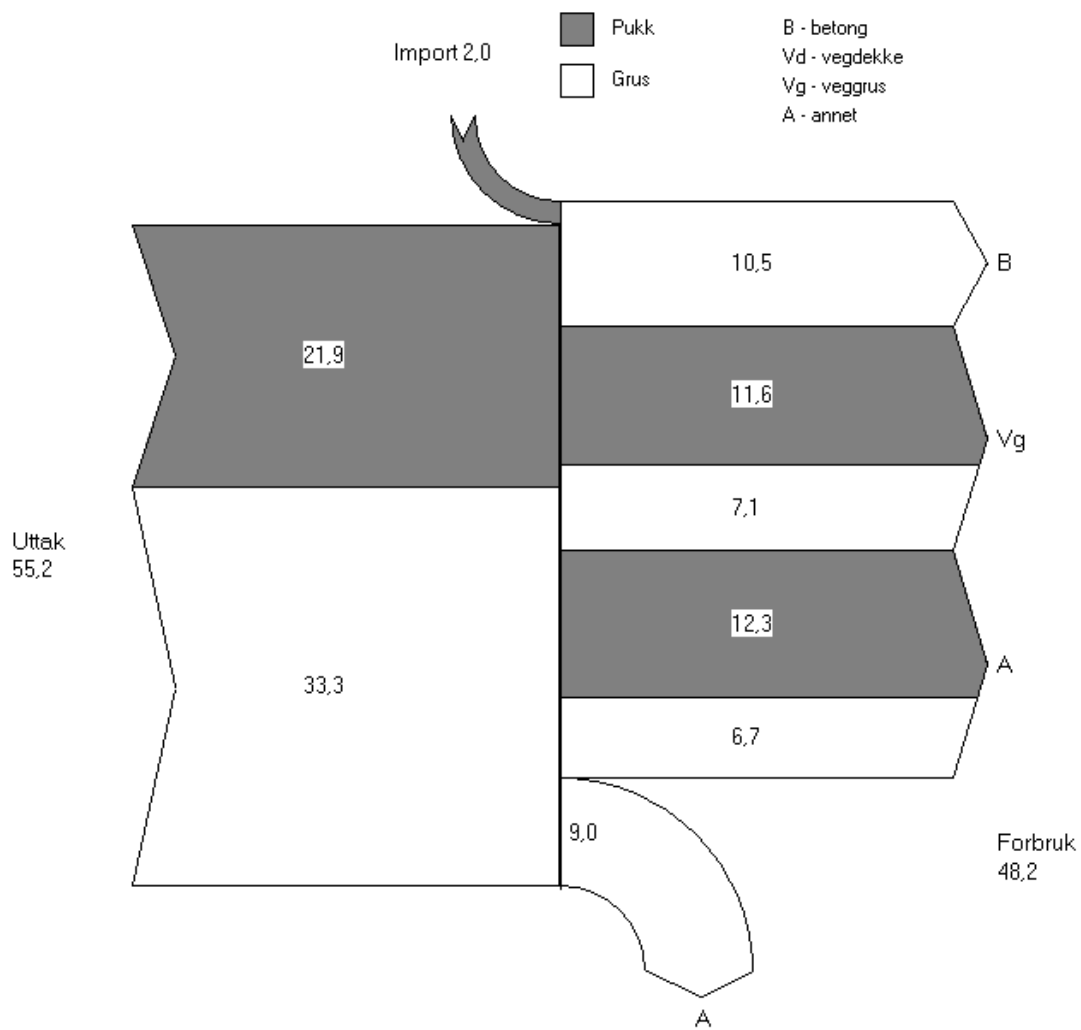 Import 2,0
Pukk
Grus
B - betong
Vd - vegdekke
Vg - veggrus
A - annet
10,5
B
21,9
11,6
Vg
7,1
Uttak
55,2
12,3
A
33,3
6,7
9,0
Forbruk
48,2
A